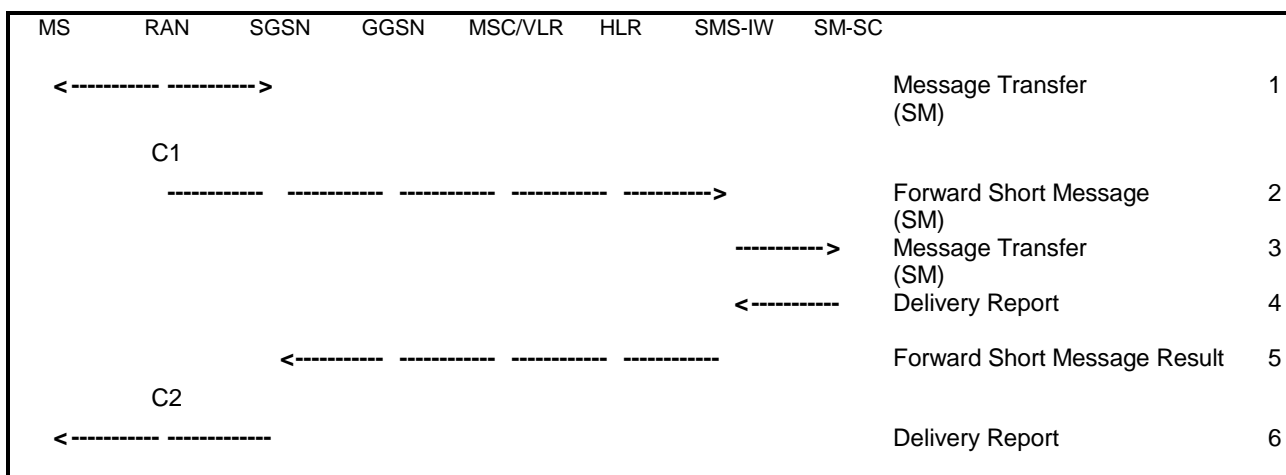 MS RAN SGSN GGSN MSC/VLR HLR SMS-IW SM-SC
<----------- -----------> Message Transfer 1
(SM)
C1
------------ ------------ ------------ ------------ -----------> Forward Short Message 2
(SM)
-----------> Message Transfer 3
(SM)
<----------- Delivery Report 4
<----------- ------------ ------------ ------------ Forward Short Message Result 5
C2
<----------- ------------- Delivery Report 6